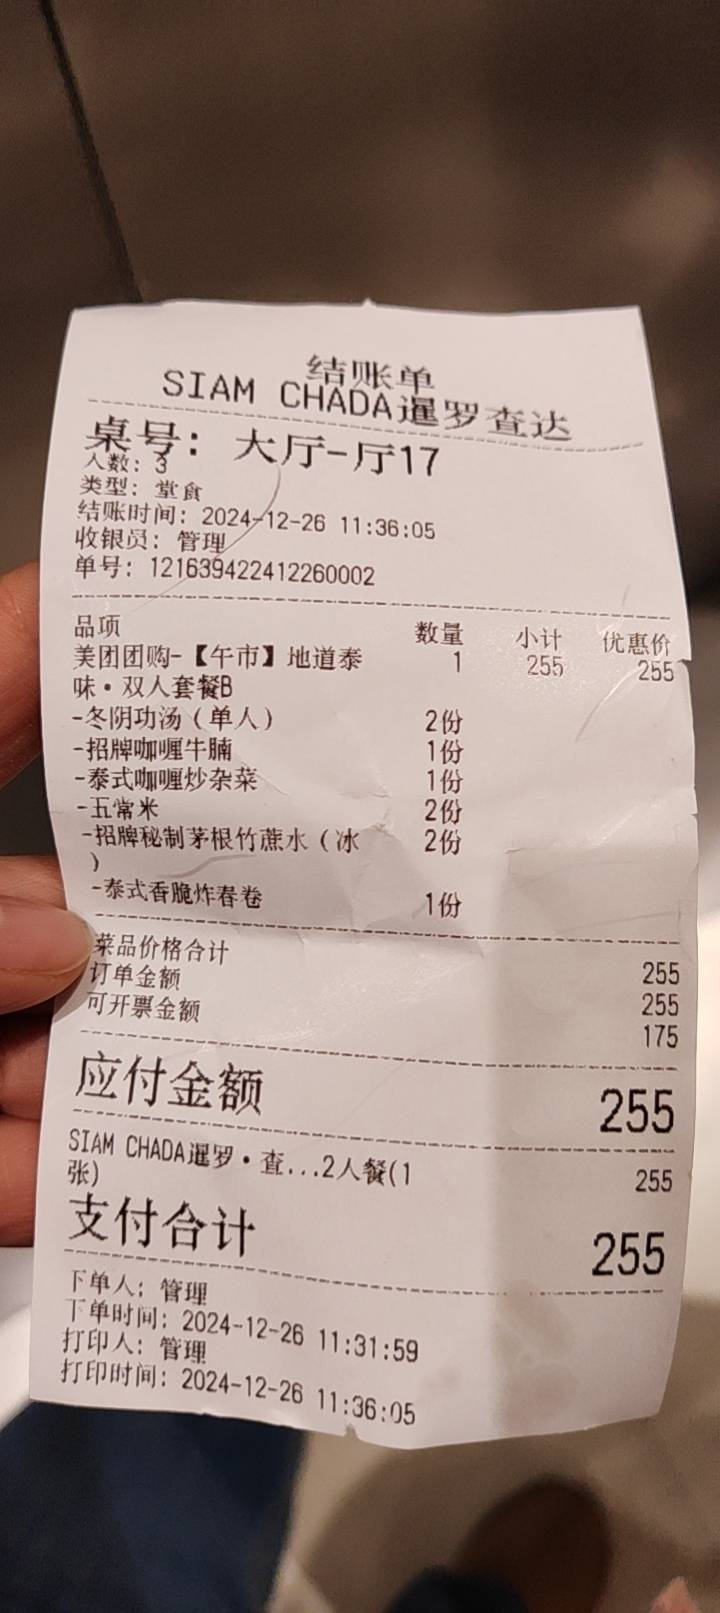 结账单
SIAM CHADA暹罗查达
桌号: 大厅-厅17
人数: 3
类型: 堂食
结账时间: 2024-12-26 11:36:05
收银员: 管理
单号: 121639422412260002
品项 数量 小计 优惠价
美团团购-【午市】地道泰 1 255 255
味·双人套餐B
-冬阴功汤（单人） 2份
-招牌咖喱牛腩 1份
-泰式咖喱炒杂菜 1份
-五常米 2份
-招牌秘制茅根竹蔗水（冰 2份
）
-泰式香脆炸春卷 1份
菜品价格合计 255
订单金额 255
可开票金额 175
应付金额 255
SIAM CHADA暹罗·查...2人餐(1 255
张)
支付合计 255
下单人: 管理
下单时间: 2024-12-26 11:31:59
打印人: 管理
打印时间: 2024-12-26 11:36:05